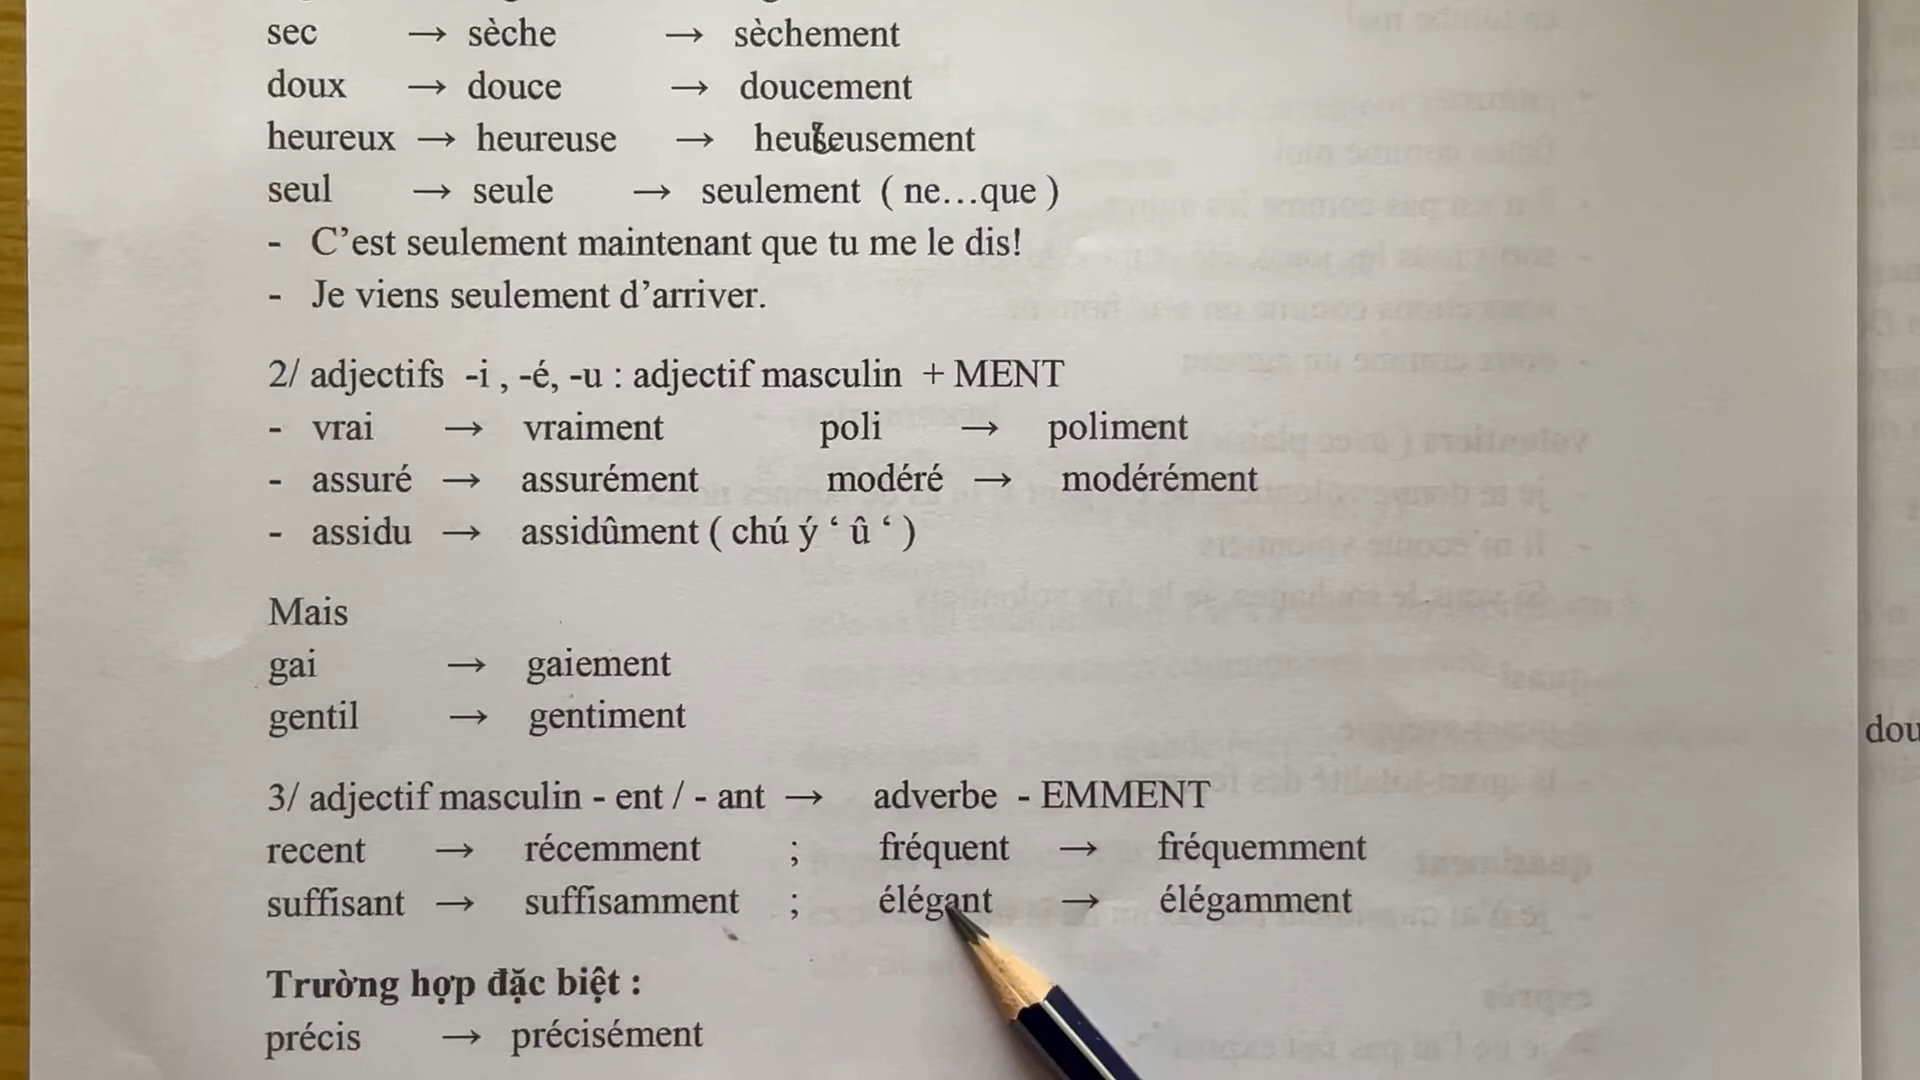 sec → sèche → sèchement
doux → douce → doucement
heureux → heureuse → heureusement
seul → seule → seulement ( ne…que )
- C’est seulement maintenant que tu me le dis!
- Je viens seulement d’arriver.
2/ adjectifs -i , -é, -u : adjectif masculin + MENT
- vrai → vraiment poli → poliment
- assuré → assurément modéré → modérément
- assidu → assidûment ( chú ý ‘ û ‘ )
Mais
gai → gaiement
gentil → gentiment
3/ adjectif masculin - ent / - ant → adverbe - EMMENT
recent → récemment ; fréquent → fréquemment
suffisant → suffisamment ; élégant → élégamment
Trường hợp đặc biệt :
précis → précisément
dou